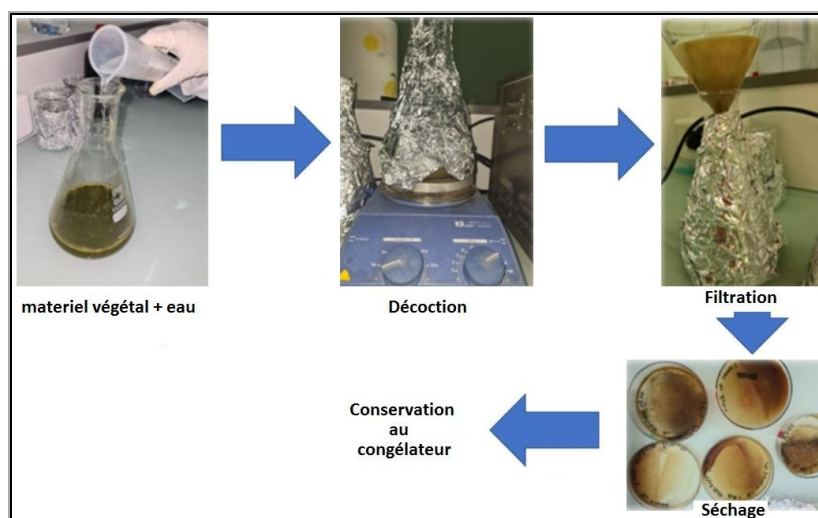 materiel végétal + eau
Décoction
Filtration
Séchage
Conservation
au
congélateur